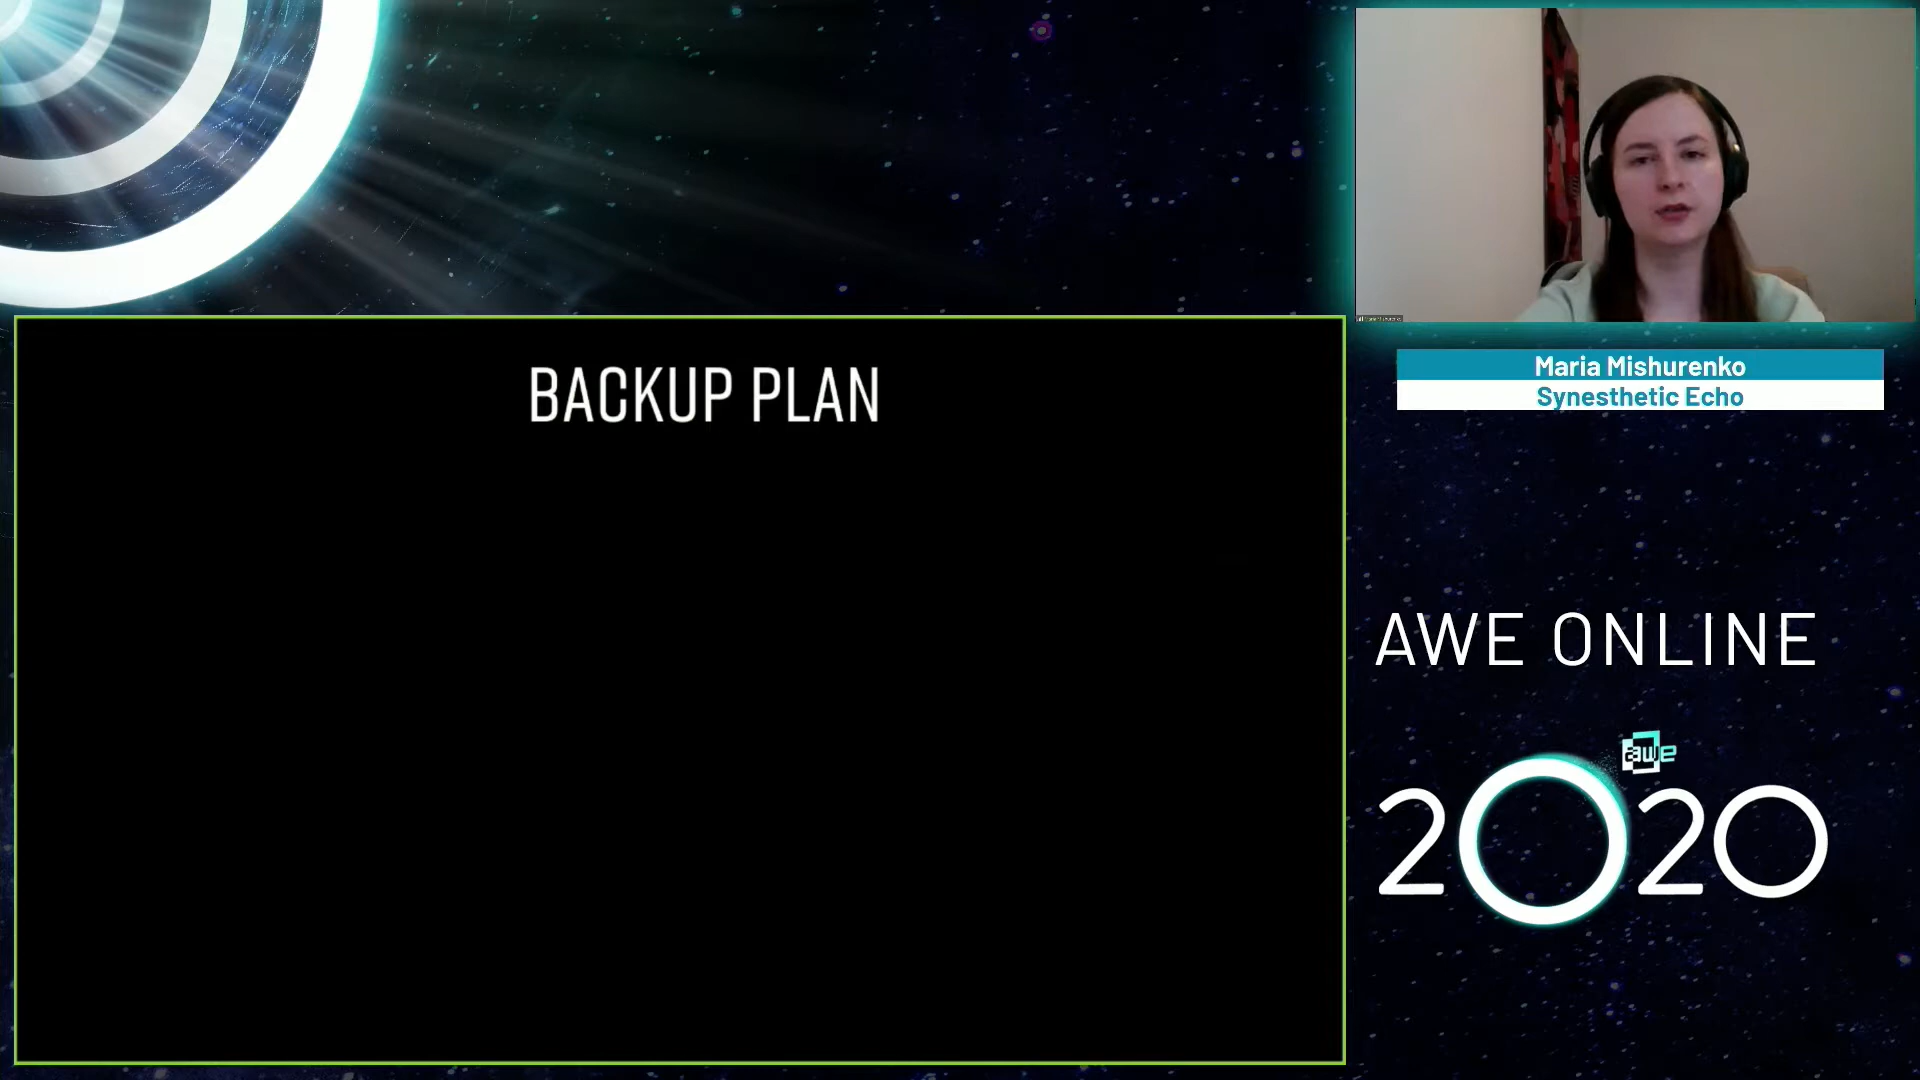 BACKUP PLAN
Maria Mishurenko
Synesthetic Echo
AWE ONLINE
awe
2020